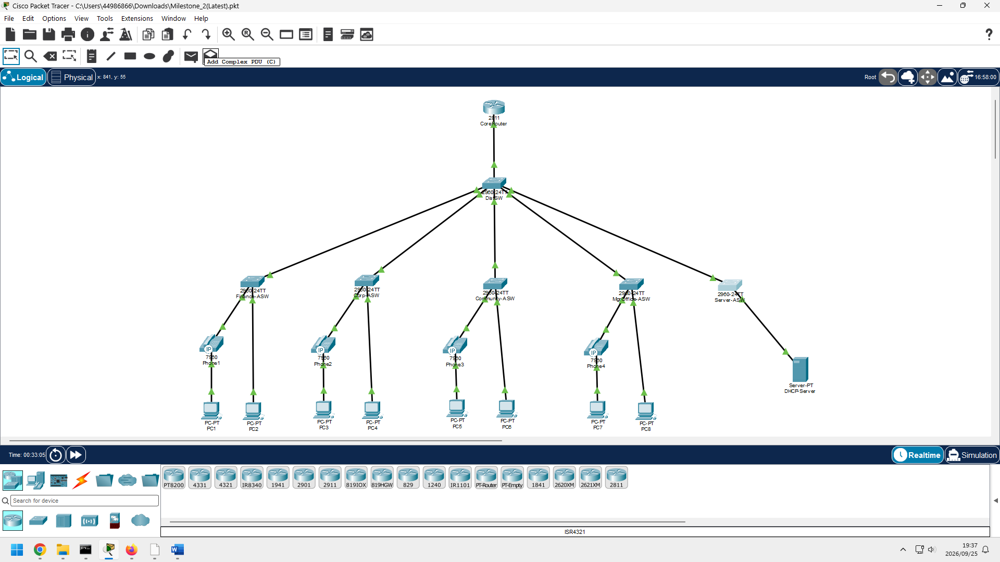 Cisco Packet Tracer - C:\Users\44986866\Downloads\Milestone_2(Latest).pkt
File Edit Options View Tools Extensions Window Help
Add Complex PDU (C)
Logical Physical x: 841, y: 55 Root 16:58:00
2811
CoreRouter
2960-24TT
DistSW
2960-24TT
Finance-ASW
2960-24TT
Corp-ASW
2960-24TT
Community-ASW
2960-24TT
MgrOffice-ASW
2960-24TT
Server-ASW
IP
7960
Phone1
IP
7960
Phone2
IP
7960
Phone3
IP
7960
Phone4
Server-PT
DHCP-Server
PC-PT
PC1
PC-PT
PC2
PC-PT
PC3
PC-PT
PC4
PC-PT
PC5
PC-PT
PC6
PC-PT
PC7
PC-PT
PC8
Time: 00:33:05 Realtime Simulation
PT8200 4331 4321 IR8340 1941 2901 2911 819IOX 819HGW 829 1240 IR1101 PT-Router PT-Empty 1841 2620XM 2621XM 2811
Search for device
ISR4321
19:37
2026/09/25